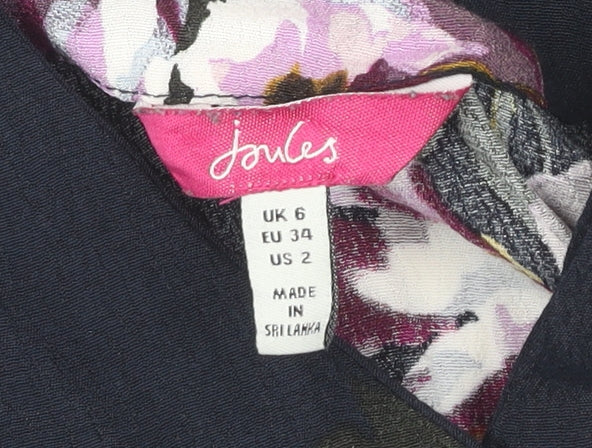 Joules
UK 6
EU 34
US 2
MADE
IN
SRI LANKA